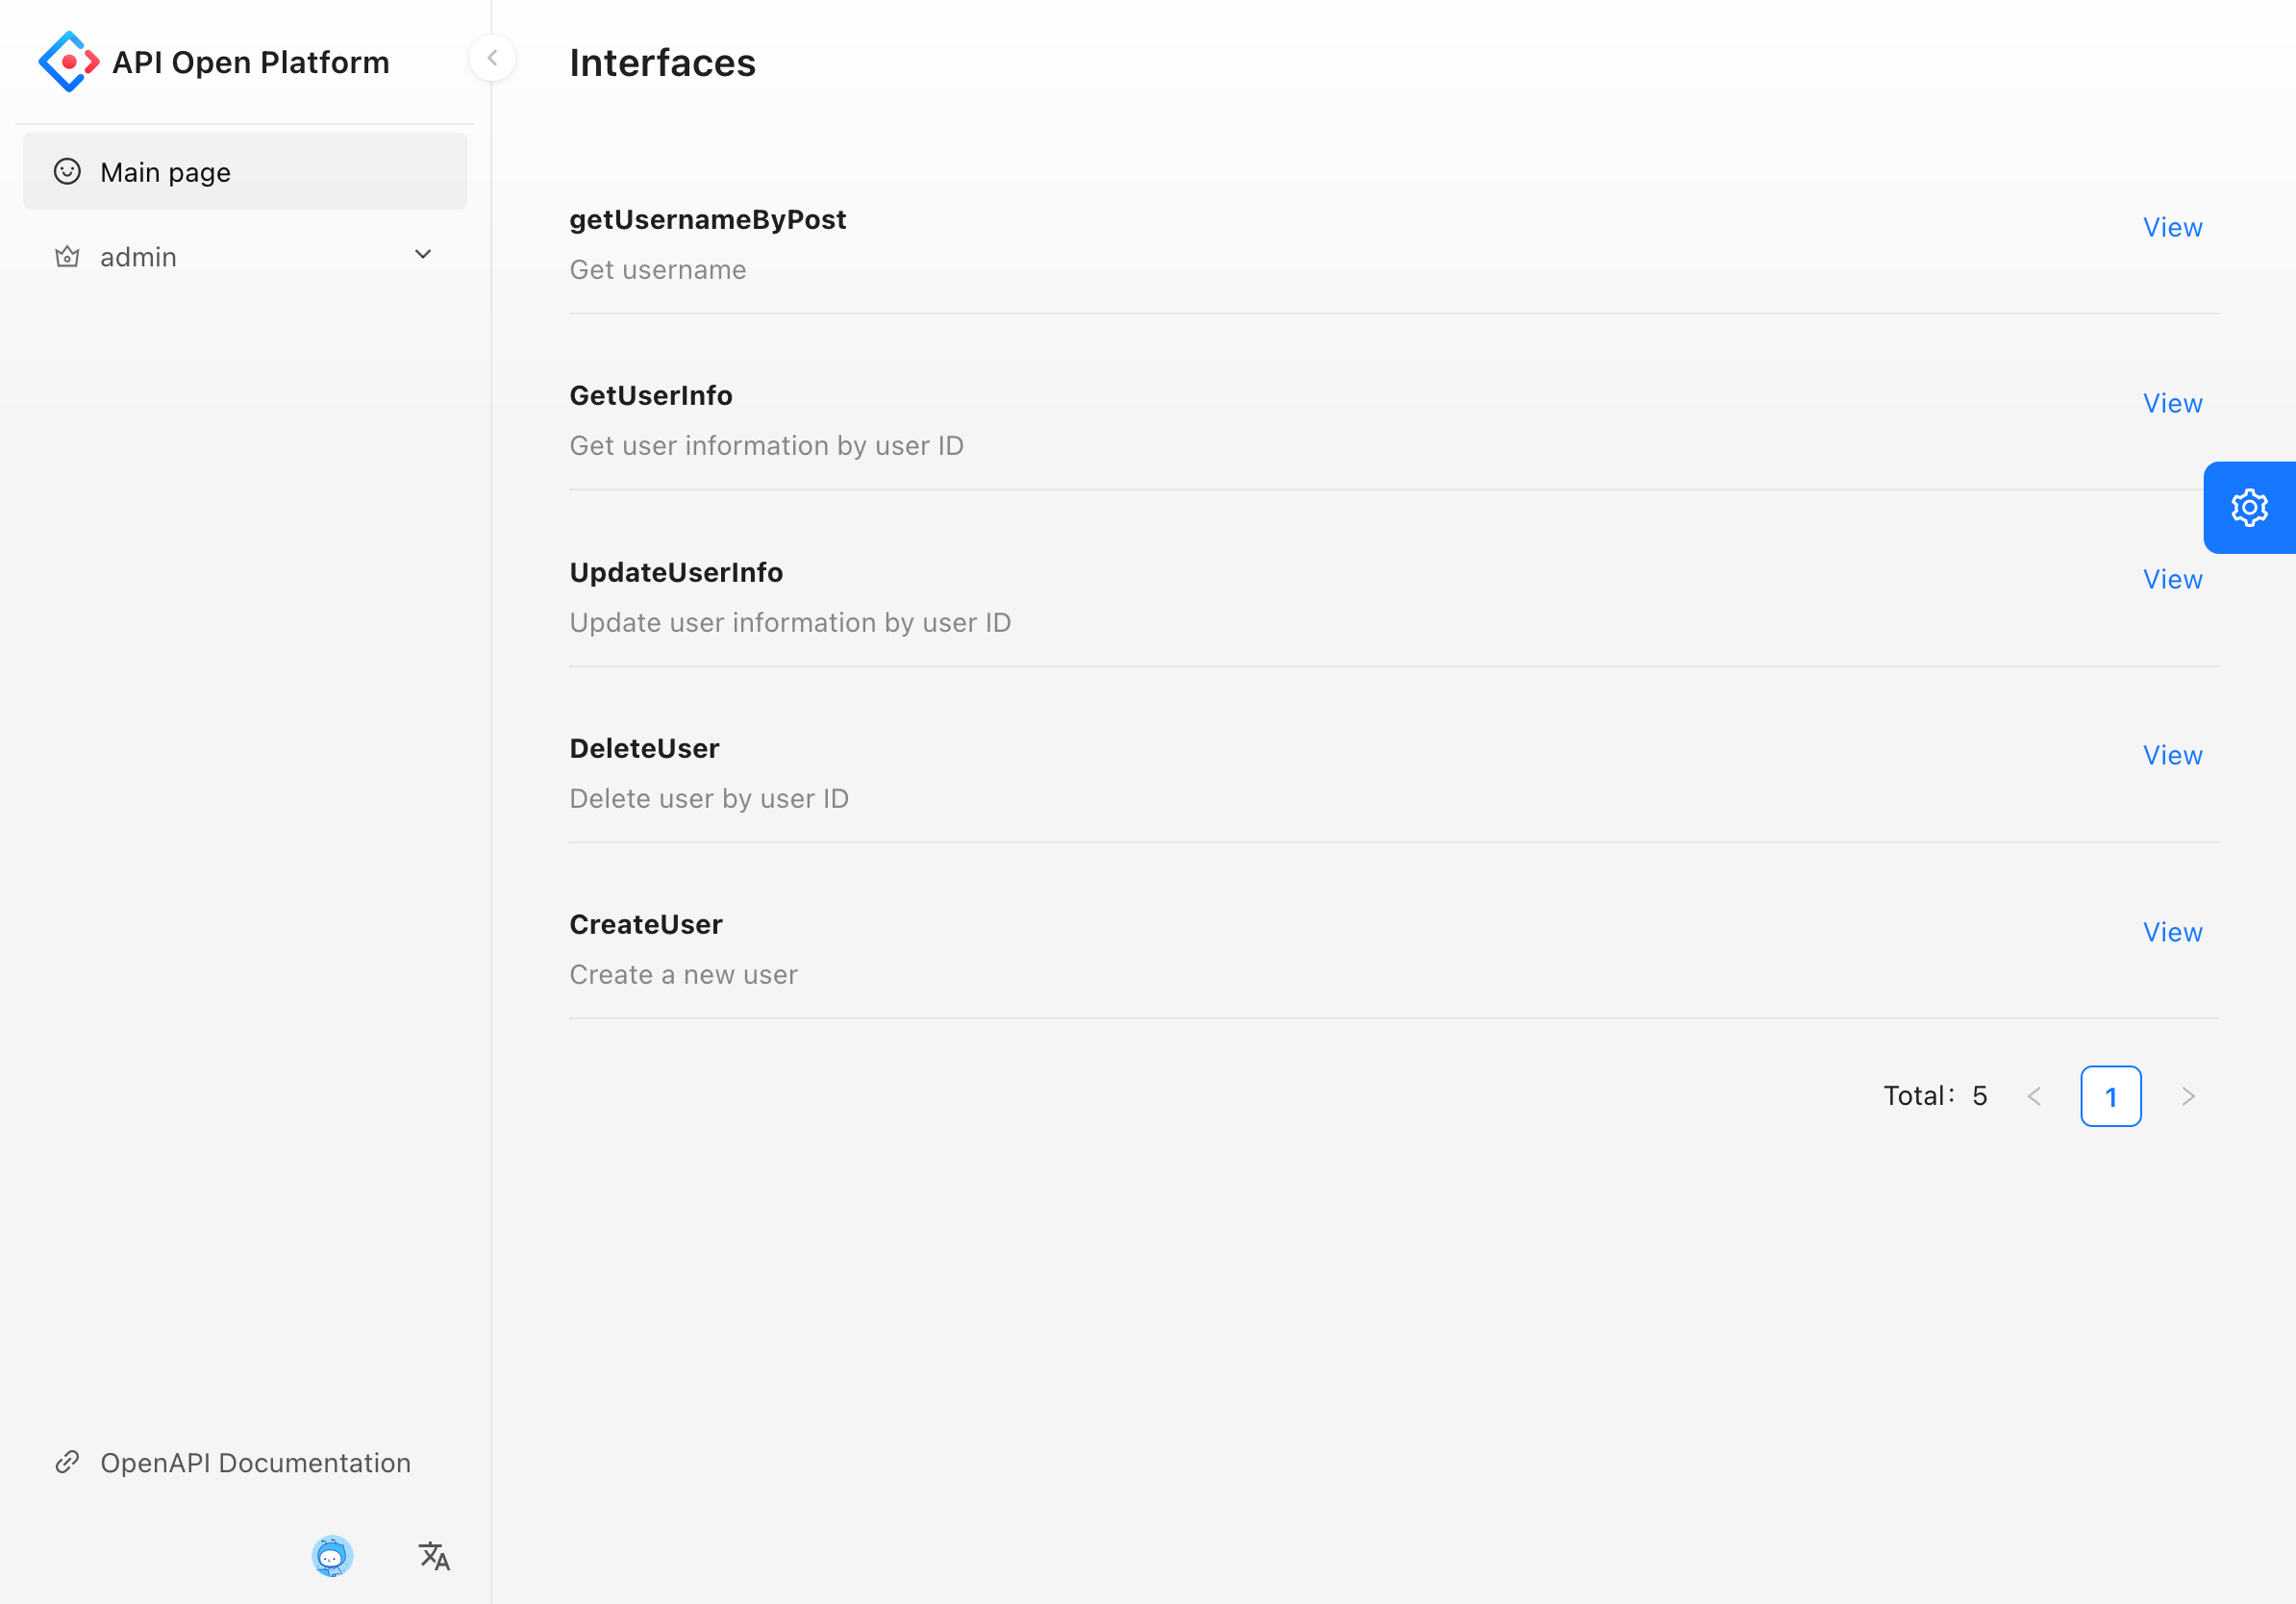 API Open Platform
Main page
admin
OpenAPI Documentation
文A
Interfaces
getUsernameByPost
View
Get username
GetUserInfo
View
Get user information by user ID
UpdateUserInfo
View
Update user information by user ID
DeleteUser
View
Delete user by user ID
CreateUser
View
Create a new user
Total: 5
1